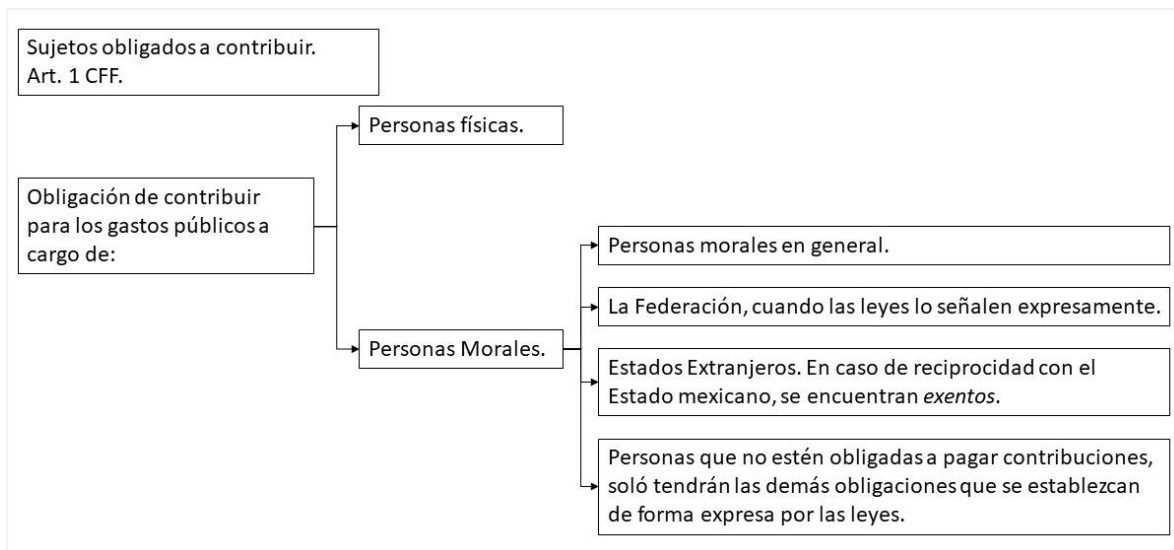 Sujetos obligados a contribuir.
Art. 1 CFF.
Personas físicas.
Obligación de contribuir
para los gastos públicos a
cargo de:
Personas morales en general.
La Federación, cuando las leyes lo señalen expresamente.
Personas Morales.
Estados Extranjeros. En caso de reciprocidad con el
Estado mexicano, se encuentran exentos.
Personas que no estén obligadas a pagar contribuciones,
soló tendrán las demás obligaciones que se establezcan
de forma expresa por las leyes.